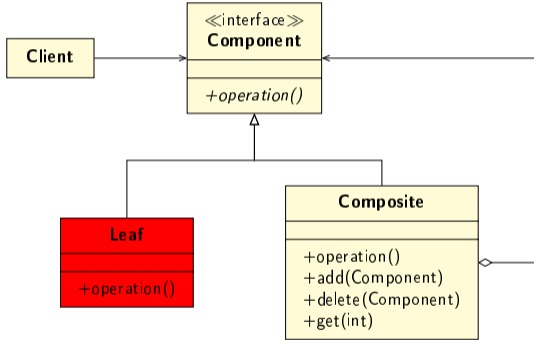 ≪interface≫
Component
+operation()
Client
Leaf
+operation()
Composite
+operation()
+add(Component)
+delete(Component)
+get(int)